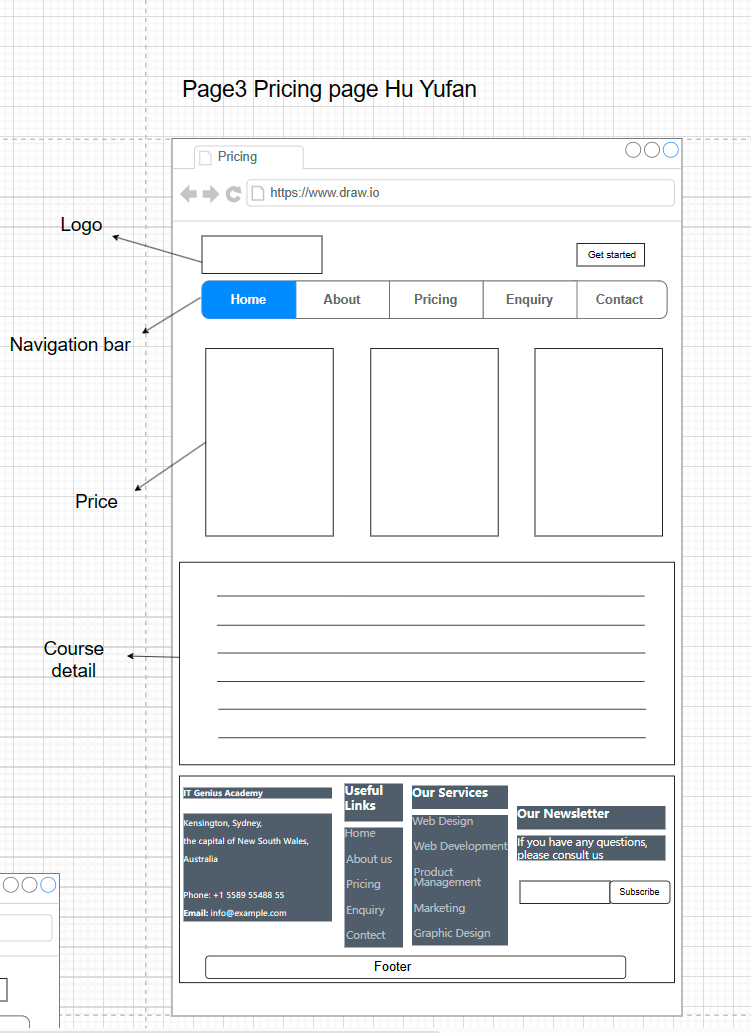 Page3 Pricing page Hu Yufan
Pricing
https://www.draw.io
Logo
Get started
Home About Pricing Enquiry Contact
Navigation bar
Price
Course
detail
IT Genius Academy
Kensington, Sydney,
the capital of New South Wales,
Australia
Phone: +1 5589 55488 55
Email: info@example.com
Useful
Links
Home
About us
Pricing
Enquiry
Contect
Our Services
Web Design
Web Development
Product
Management
Marketing
Graphic Design
Our Newsletter
If you have any questions,
please consult us
Subscribe
Footer